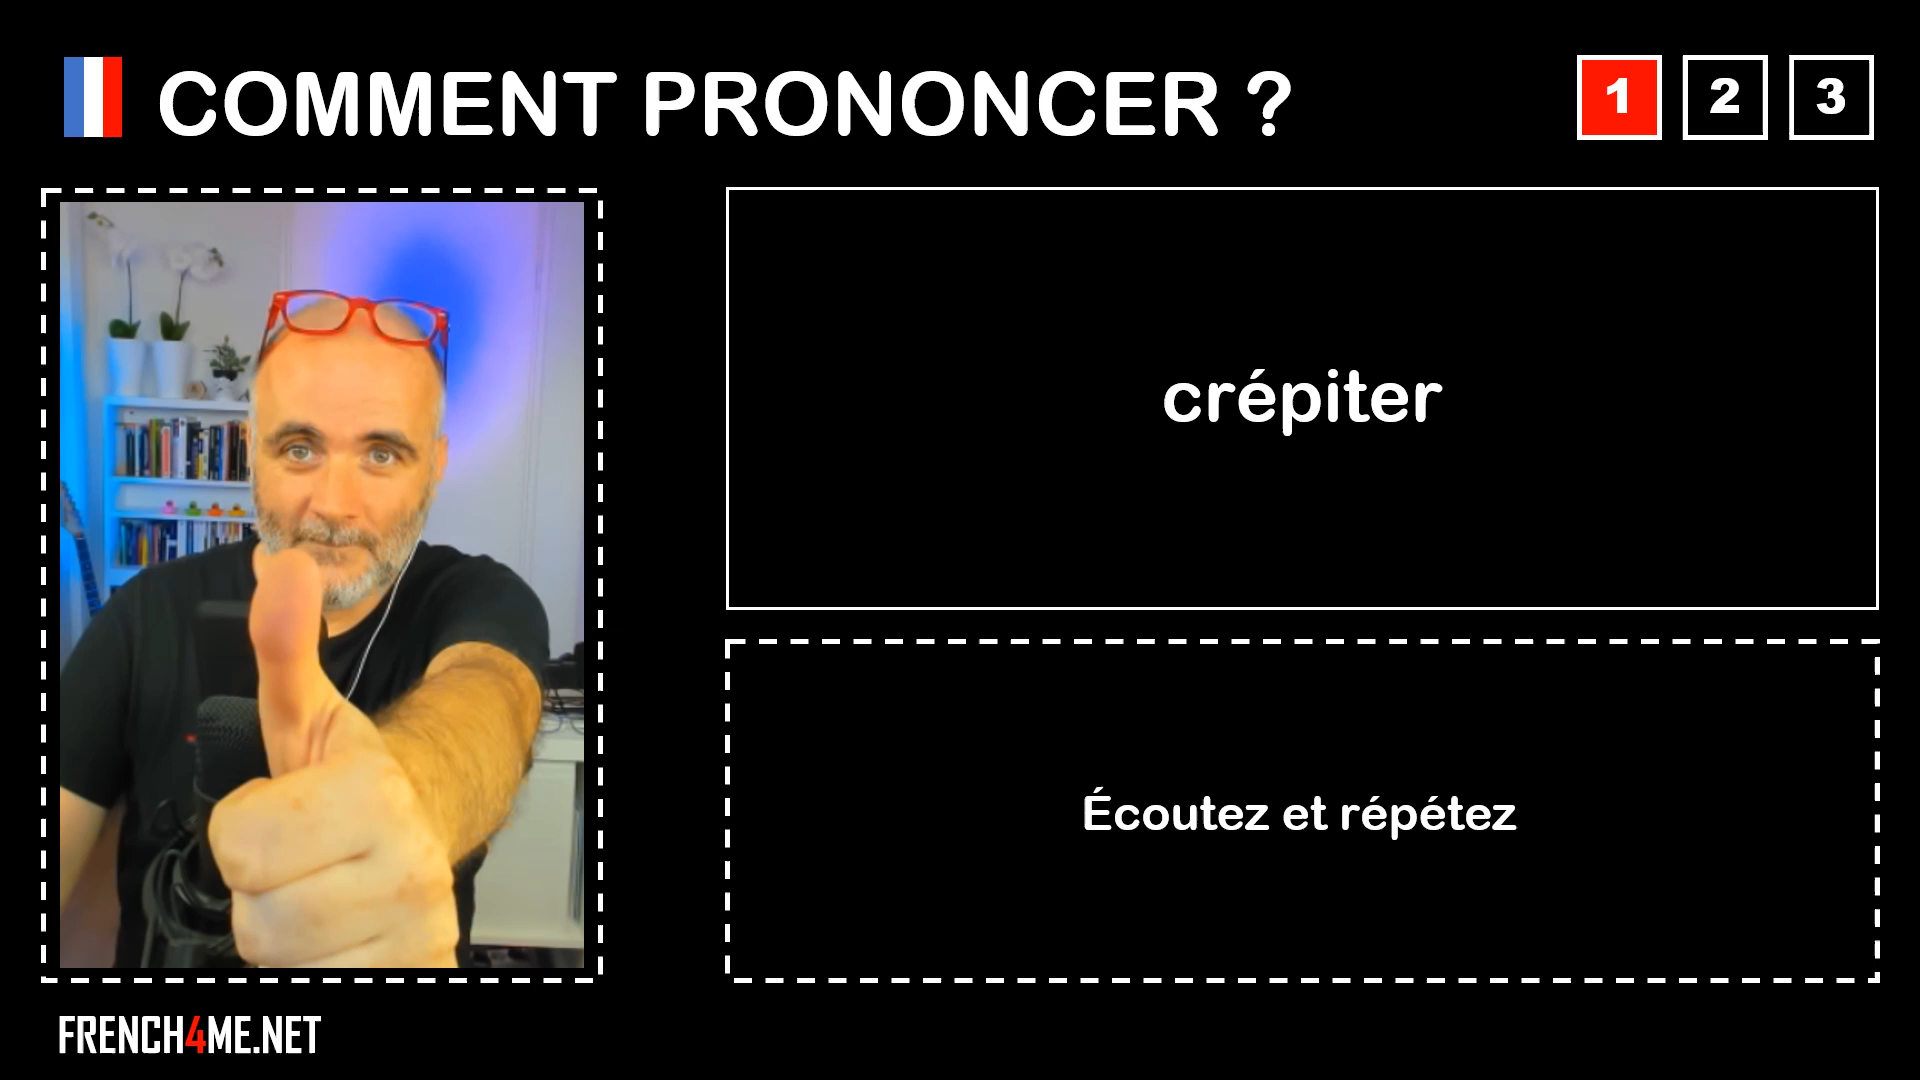 COMMENT PRONONCER ?
1 2 3
crépiter
Écoutez et répétez
FRENCH4ME.NET